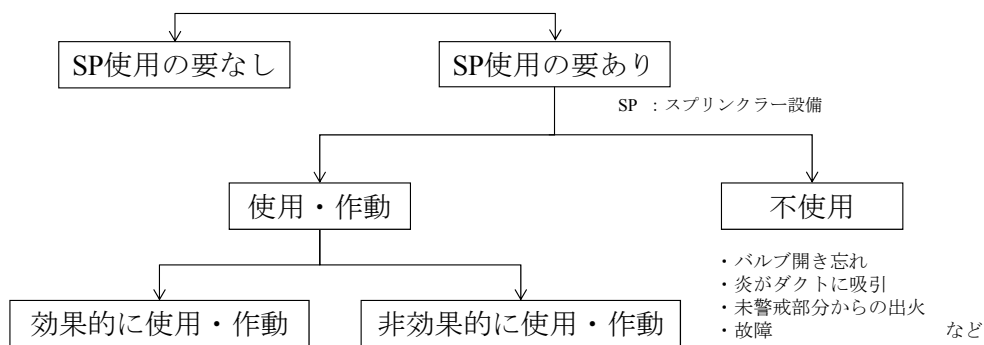 SP使用の要なし
SP使用の要あり
SP ：スプリンクラー設備
使用・作動
不使用
・バルブ開き忘れ
・炎がダクトに吸引
・未警戒部分からの出火
・故障 など
効果的に使用・作動
非効果的に使用・作動